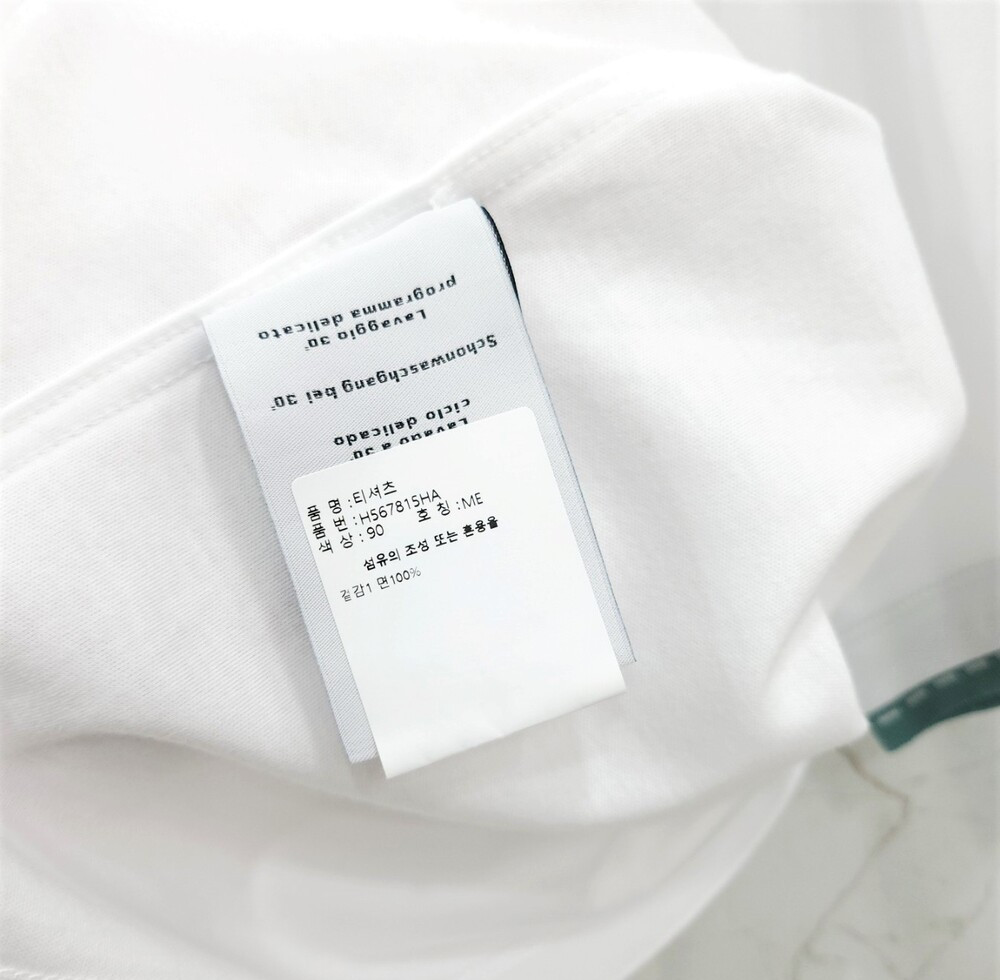 programma delicato
Lavaggio 30°
Schonwaschgang bei 30°
ciclo delicado
Lavado a 30°
품 명 : 티셔츠
품 번 : H567815HA
색 상 : 90 호 칭 : ME
섬유의 조성 또는 혼용율
겉감1 면100%